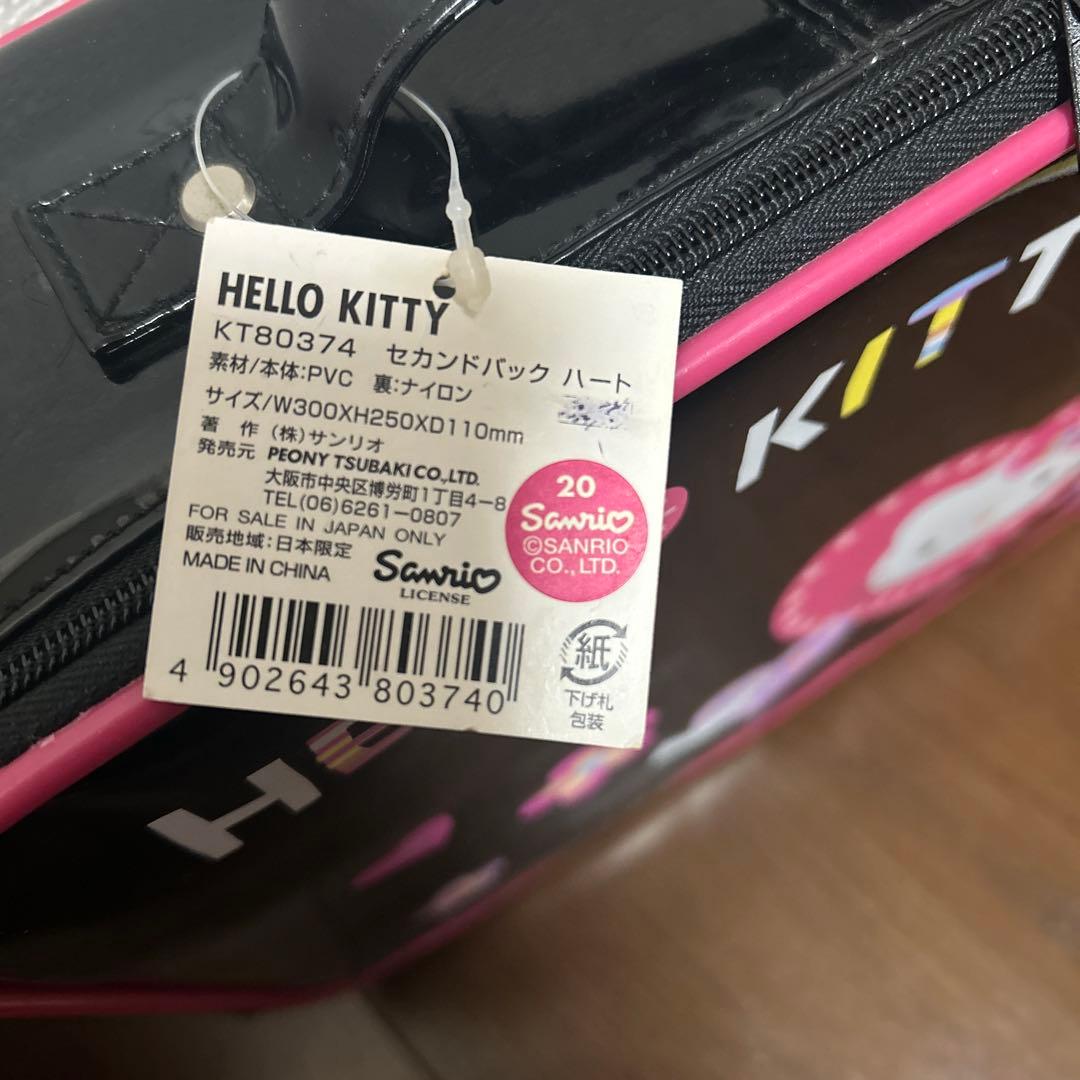 HELLO KITTY
KT80374 セカンドバック ハート
素材/本体:PVC 裏:ナイロン
サイズ/W300XH250XD110mm
著 作 (株)サンリオ
発売元 PEONY TSUBAKI CO.,LTD.
大阪市中央区博労町1丁目4-8
TEL(06)6261-0807
FOR SALE IN JAPAN ONLY
販売地域:日本限定
MADE IN CHINA
Sanrio
LICENSE
20
Sanrio
©SANRIO
CO., LTD.
4 902643 803740
紙
下げ札
包装
KITT
HE